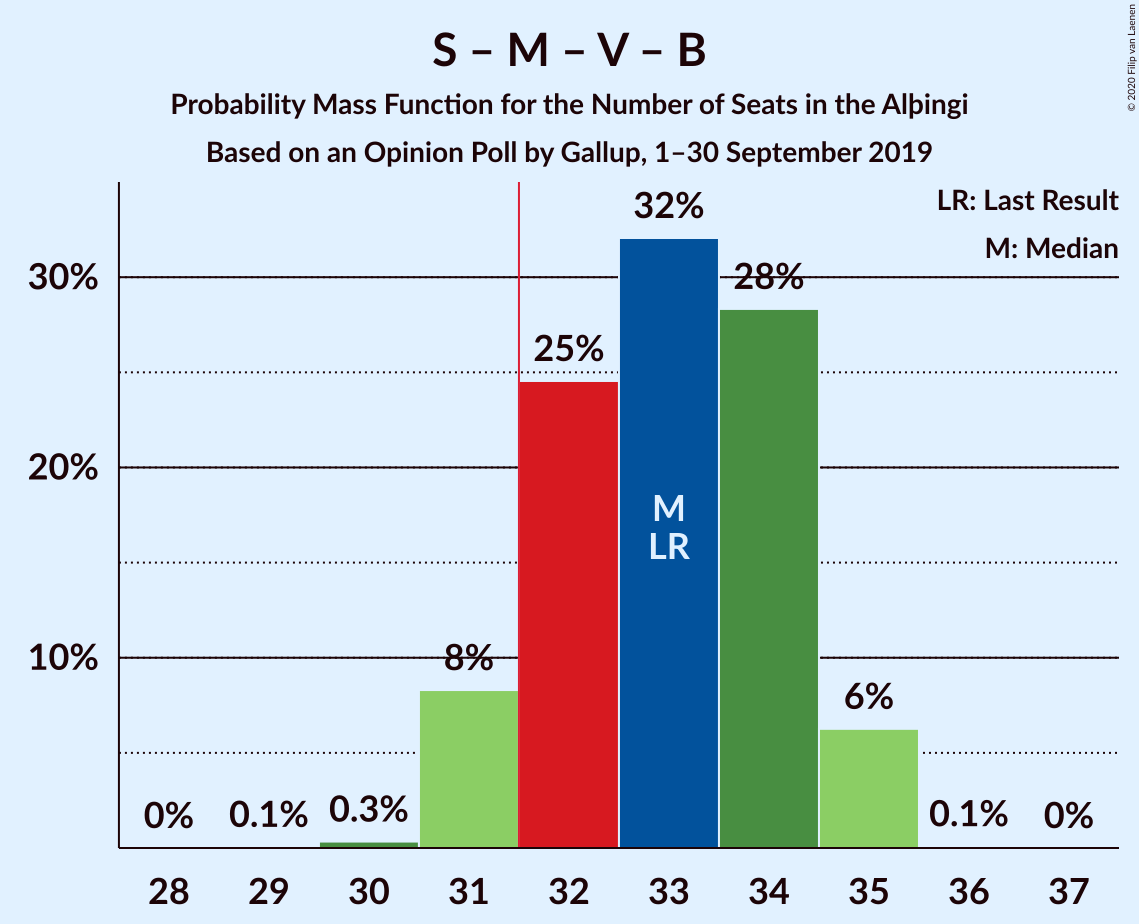 S – M – V – B
Probability Mass Function for the Number of Seats in the Alþingi
Based on an Opinion Poll by Gallup, 1–30 September 2019
© 2020 Filip van Laenen
LR: Last Result
M: Median
30%
20%
10%
0%
0.1%
0.3%
8%
25%
32%
28%
6%
0.1%
0%
M
LR
28 29 30 31 32 33 34 35 36 37